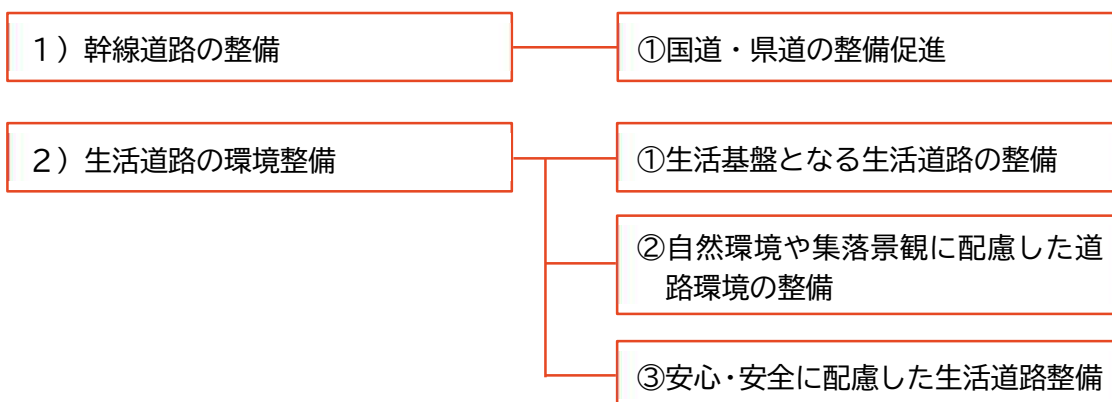 1）幹線道路の整備
①国道・県道の整備促進
2）生活道路の環境整備
①生活基盤となる生活道路の整備
②自然環境や集落景観に配慮した道
路環境の整備
③安心・安全に配慮した生活道路整備